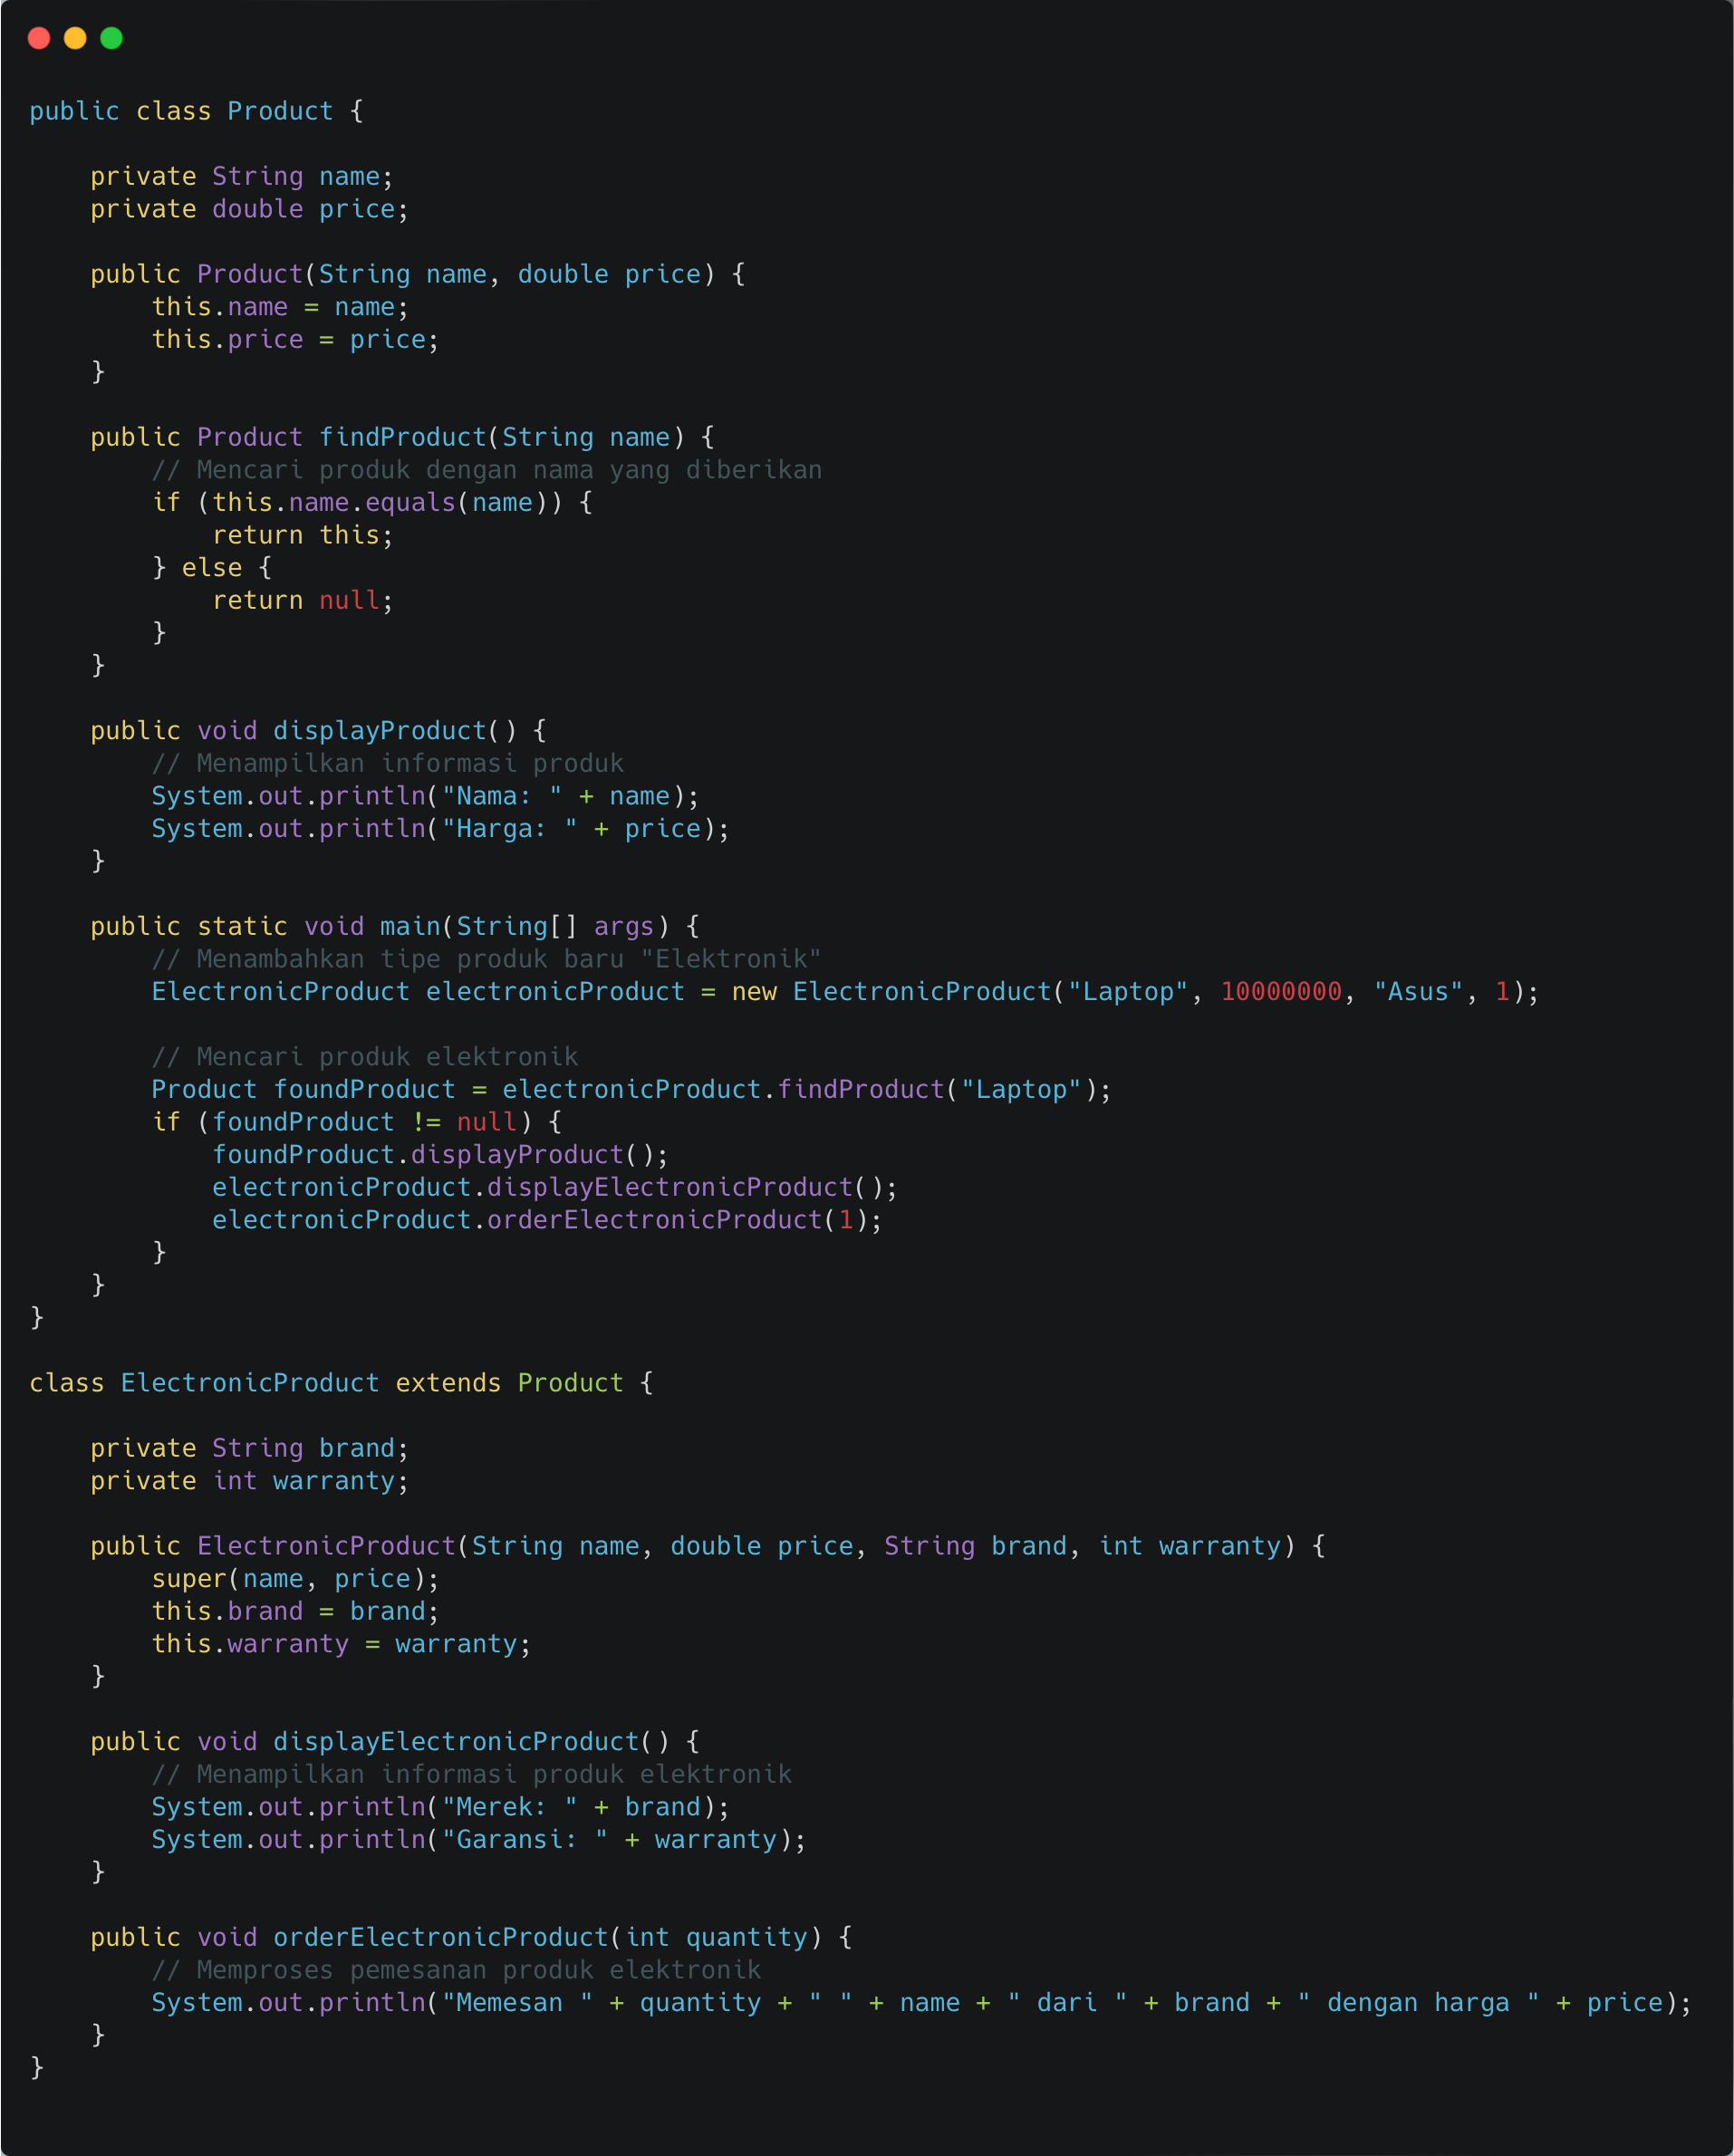 public class Product {

    private String name;
    private double price;

    public Product(String name, double price) {
        this.name = name;
        this.price = price;
    }

    public Product findProduct(String name) {
        // Mencari produk dengan nama yang diberikan
        if (this.name.equals(name)) {
            return this;
        } else {
            return null;
        }
    }

    public void displayProduct() {
        // Menampilkan informasi produk
        System.out.println("Nama: " + name);
        System.out.println("Harga: " + price);
    }

    public static void main(String[] args) {
        // Menambahkan tipe produk baru "Elektronik"
        ElectronicProduct electronicProduct = new ElectronicProduct("Laptop", 10000000, "Asus", 1);

        // Mencari produk elektronik
        Product foundProduct = electronicProduct.findProduct("Laptop");
        if (foundProduct != null) {
            foundProduct.displayProduct();
            electronicProduct.displayElectronicProduct();
            electronicProduct.orderElectronicProduct(1);
        }
    }
}

class ElectronicProduct extends Product {

    private String brand;
    private int warranty;

    public ElectronicProduct(String name, double price, String brand, int warranty) {
        super(name, price);
        this.brand = brand;
        this.warranty = warranty;
    }

    public void displayElectronicProduct() {
        // Menampilkan informasi produk elektronik
        System.out.println("Merek: " + brand);
        System.out.println("Garansi: " + warranty);
    }

    public void orderElectronicProduct(int quantity) {
        // Memproses pemesanan produk elektronik
        System.out.println("Memesan " + quantity + " " + name + " dari " + brand + " dengan harga " + price);
    }
}